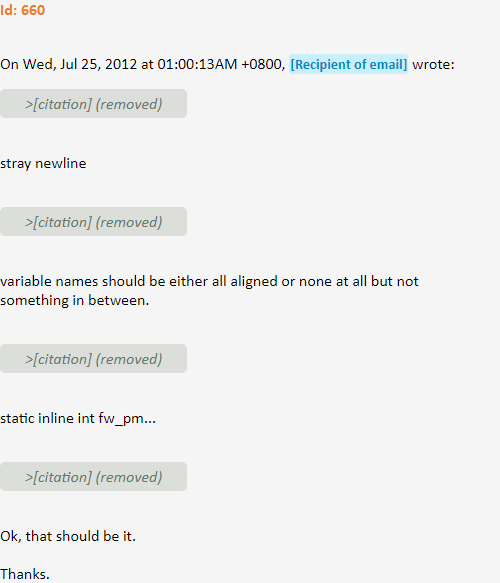 Id: 660
On Wed, Jul 25, 2012 at 01:00:13AM +0800, [Recipient of email] wrote:
>[citation] (removed)
stray newline
>[citation] (removed)
variable names should be either all aligned or none at all but not
something in between.
>[citation] (removed)
static inline int fw_pm...
>[citation] (removed)
Ok, that should be it.
Thanks.